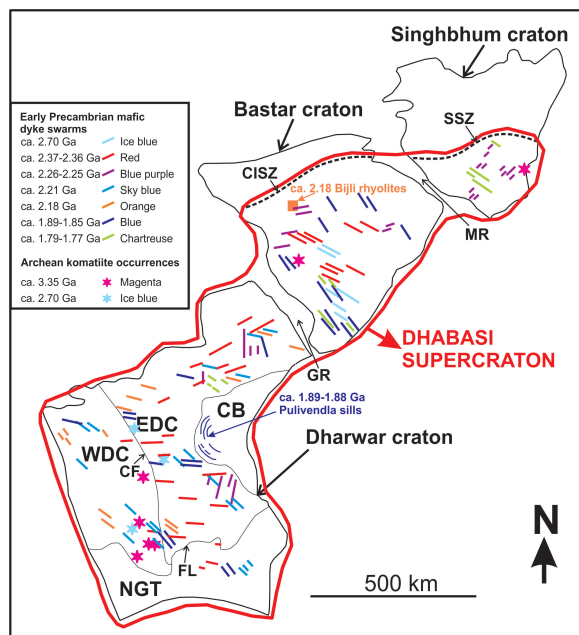 Singhbhum craton
Bastar craton
SSZ
CISZ
ca. 2.18 Bijli rhyolites
MR
Early Precambrian mafic
dyke swarms
ca. 2.70 Ga Ice blue
ca. 2.37-2.36 Ga Red
ca. 2.26-2.25 Ga Blue purple
ca. 2.21 Ga Sky blue
ca. 2.18 Ga Orange
ca. 1.89-1.85 Ga Blue
ca. 1.79-1.77 Ga Chartreuse
Archean komatiite occurrences
ca. 3.35 Ga Magenta
ca. 2.70 Ga Ice blue
DHABASI
SUPERCRATON
GR
ca. 1.89-1.88 Ga
Pulivendla sills
CB
EDC
WDC
CF
Dharwar craton
FL
NGT
N
500 km